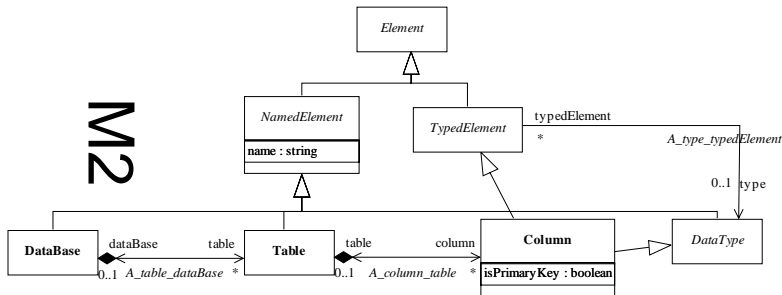 Element
M2
NamedElement
name : string
TypedElement
typedElement
*
A_type_typedElement
0..1 type
DataBase
dataBase
table
0..1
A_table_dataBase
*
Table
table
column
0..1
A_column_table
*
Column
isPrimaryKey : boolean
DataType